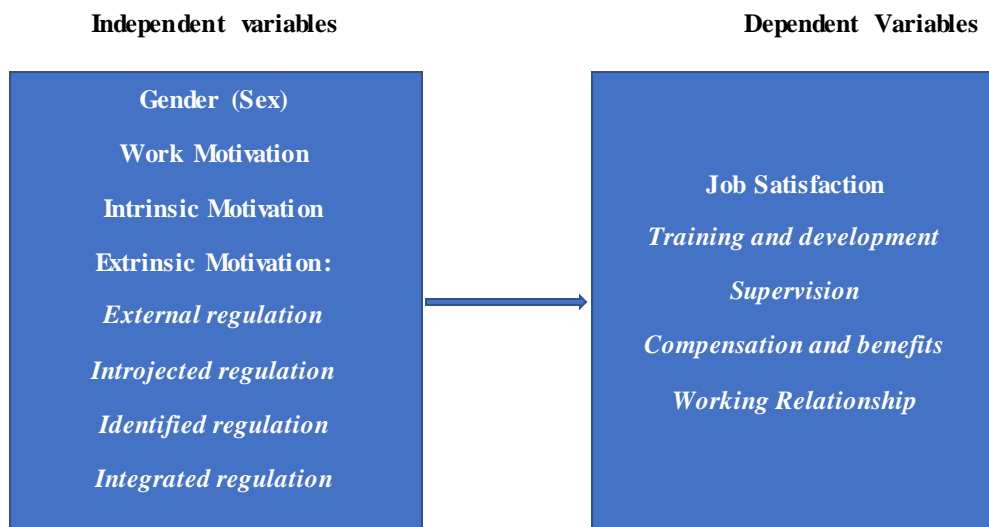 Independent variables
Dependent Variables
Gender (Sex)
Work Motivation
Intrinsic Motivation
Extrinsic Motivation:
External regulation
Introjected regulation
Identified regulation
Integrated regulation
Job Satisfaction
Training and development
Supervision
Compensation and benefits
Working Relationship